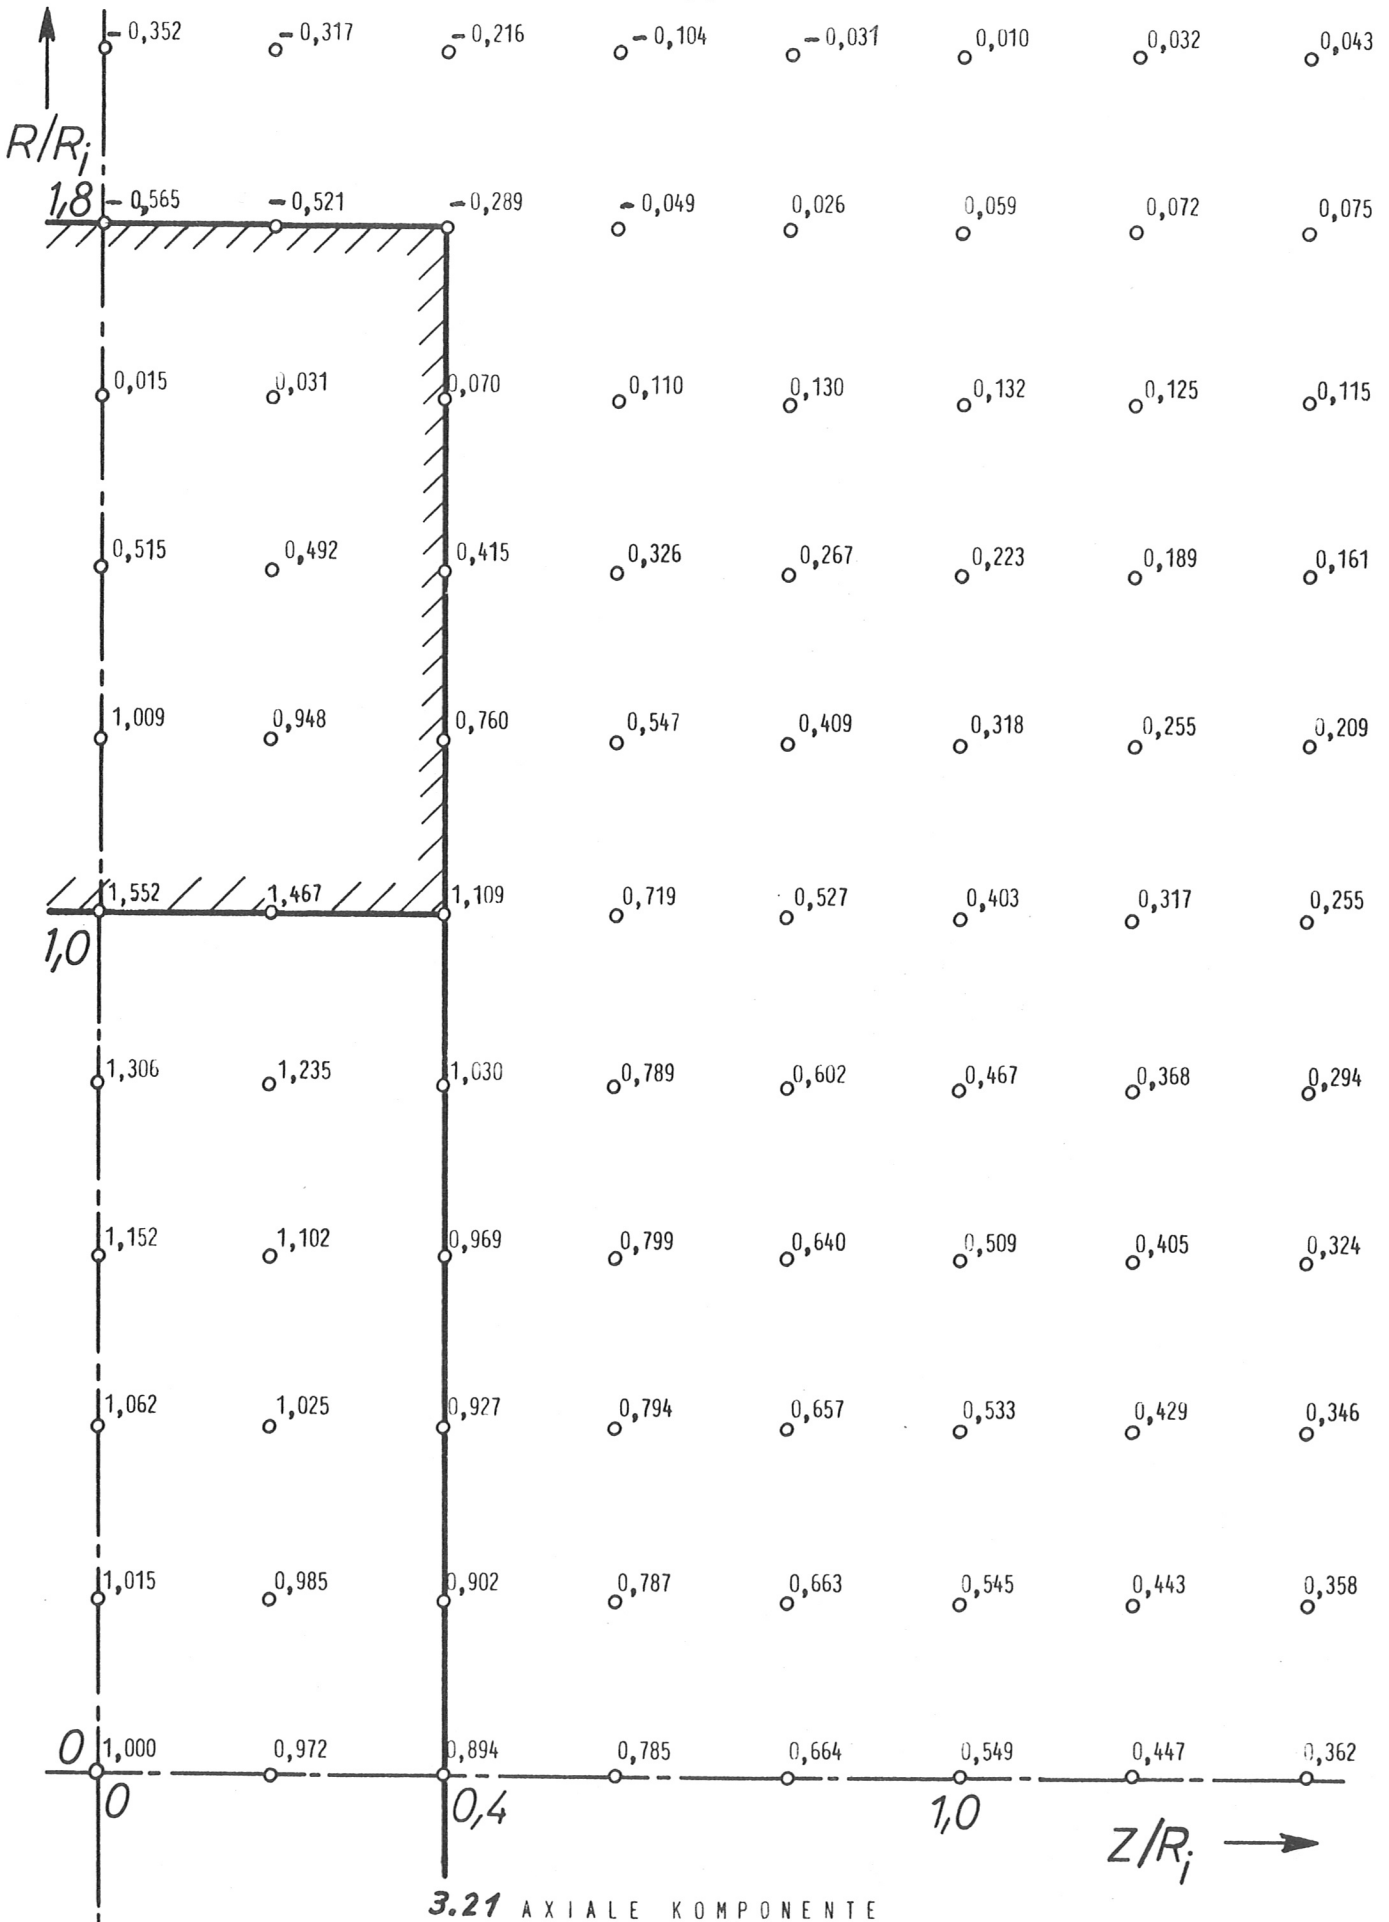 - 0,352 - 0,317 - 0,216 - 0,104 - 0,031 0,010 0,032 0,043
R/Ri
1,8 - 0,565 - 0,521 - 0,289 - 0,049 0,026 0,059 0,072 0,075
0,015 0,031 0,070 0,110 0,130 0,132 0,125 0,115
0,515 0,492 0,415 0,326 0,267 0,223 0,189 0,161
1,009 0,948 0,760 0,547 0,409 0,318 0,255 0,209
1,552 1,467 1,109 0,719 0,527 0,403 0,317 0,255
1,0
1,306 1,235 1,030 0,789 0,602 0,467 0,368 0,294
1,152 1,102 0,969 0,799 0,640 0,509 0,405 0,324
1,062 1,025 0,927 0,794 0,657 0,533 0,429 0,346
1,015 0,985 0,902 0,787 0,663 0,545 0,443 0,358
0 1,000 0,972 0,894 0,785 0,664 0,549 0,447 0,362
0 0,4 1,0
Z/Ri
3.21 AXIALE KOMPONENTE